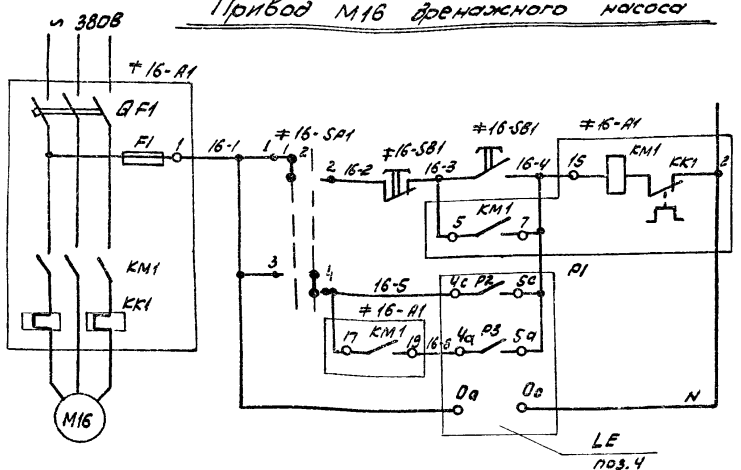 Привод М16 дренажного насоса
~ 380В
≠16-А1
QF1
F1
1
16-1
1
≠16-SA1
1
2
2
16-2
≠16-SB1
16-3
≠16-SB1
16-4
≠16-А1
15
КМ1
КК1
2
5
КМ1
7
КМ1
КК1
М16
3
4
16-5
Р1
4с
Р2
5с
≠16-А1
17
КМ1
19
16-6
4а
Р3
5а
0а
0с
N
LE
поз.4